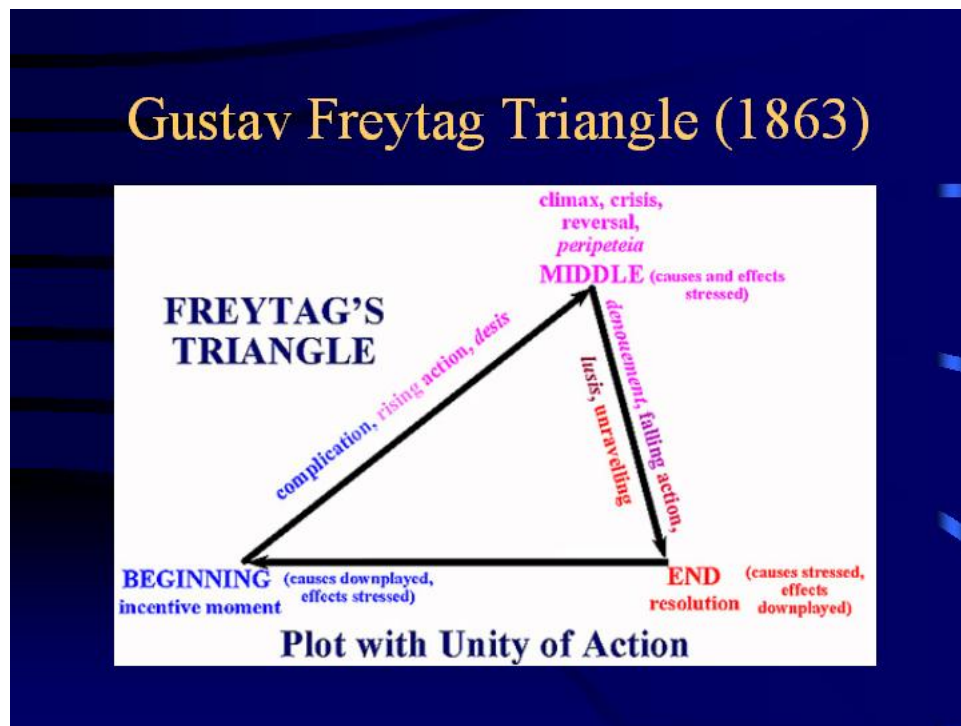 Gustav Freytag Triangle (1863)
climax, crisis,
reversal,
peripeteia
MIDDLE (causes and effects
stressed)
FREYTAG'S
TRIANGLE
complication, rising action, desis
denouement, falling action,
lusis, unravelling
BEGINNING (causes downplayed,
effects stressed)
incentive moment
END (causes stressed,
effects
downplayed)
resolution
Plot with Unity of Action